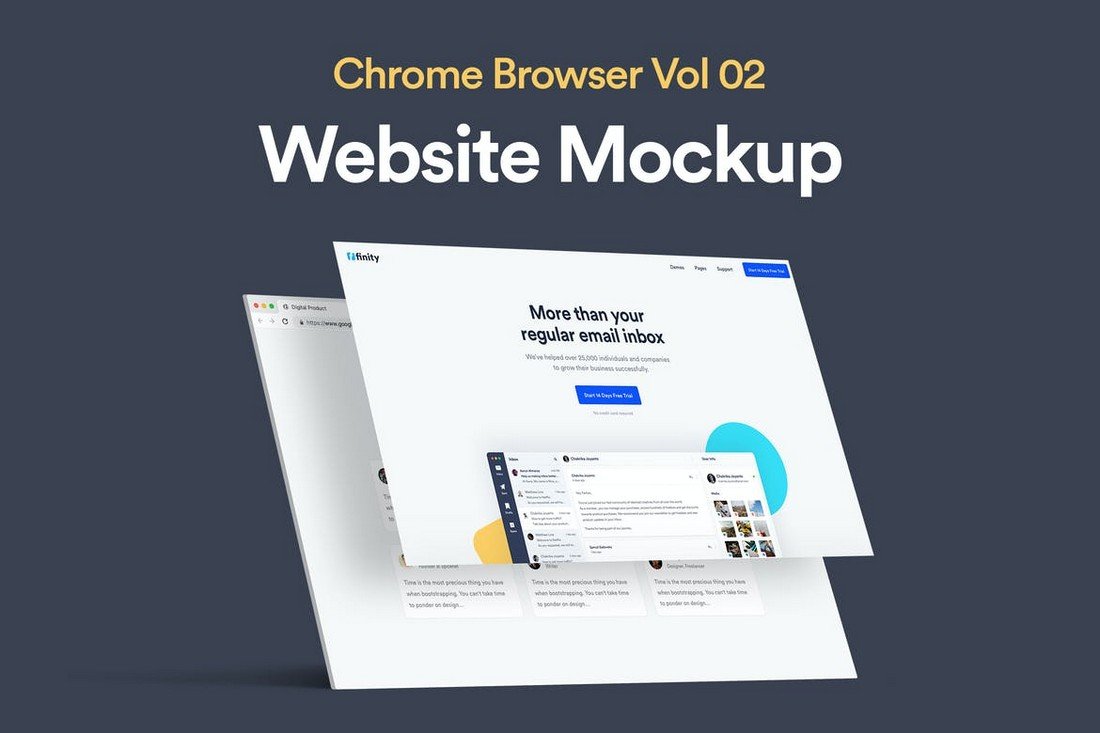 Chrome Browser Vol 02
Website Mockup
finity
Demos Pages Support Start 14 Days Free Trial
More than your
regular email inbox
We've helped over 25,000 individuals and companies
to grow their business successfully.
Start 14 Days Free Trial
No credit card required
Digital Product
https://www.goog
Inbox
Chakrika Joyanto
User Info
Time is the most precious thing you have
when bootstrapping. You can't take time
to ponder on design...
Writer
Time is the most precious thing you have
when bootstrapping. You can't take time
to ponder on design...
Designer, Freelancer
Time is the most precious thing you have
when bootstrapping. You can't take time
to ponder on design...